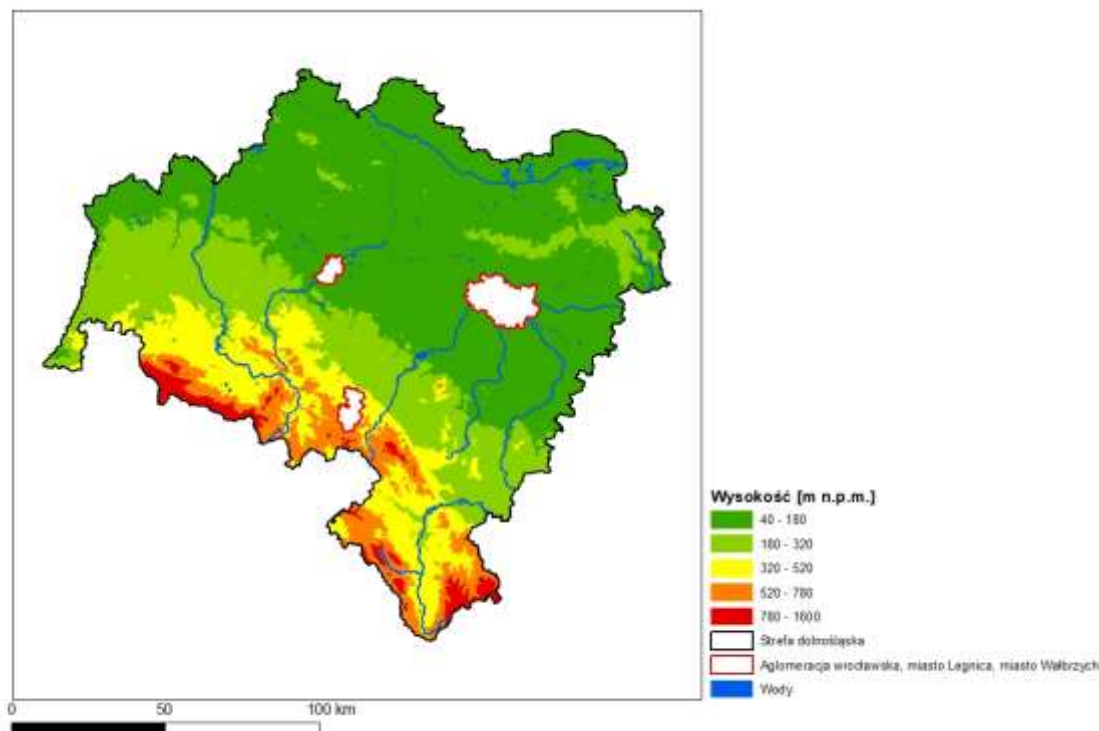 Wysokość [m n.p.m.]
40 - 180
180 - 320
320 - 520
520 - 780
780 - 1600
Strefa dolnośląska
Aglomeracja wrocławska, miasto Legnica, miasto Wałbrzych
Wody
0 50 100 km